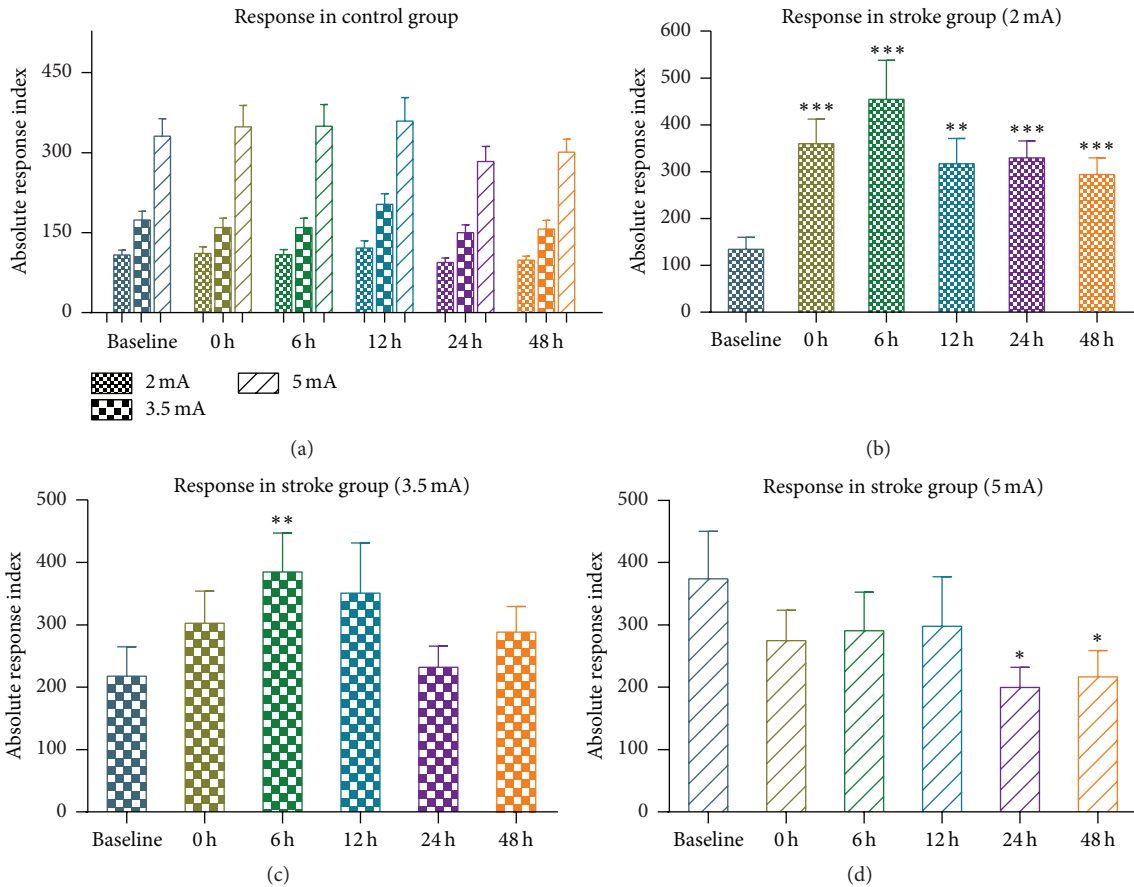 Response in control group
Absolute response index
450
300
150
0
Baseline 0 h 6 h 12 h 24 h 48 h
2 mA 5 mA
3.5 mA
(a)
Response in stroke group (2 mA)
Absolute response index
600
500
400
300
200
100
0
*** *** ** *** ***
Baseline 0 h 6 h 12 h 24 h 48 h
(b)
Response in stroke group (3.5 mA)
Absolute response index
500
400
300
200
100
0
**
Baseline 0 h 6 h 12 h 24 h 48 h
(c)
Response in stroke group (5 mA)
Absolute response index
500
400
300
200
100
0
* *
Baseline 0 h 6 h 12 h 24 h 48 h
(d)